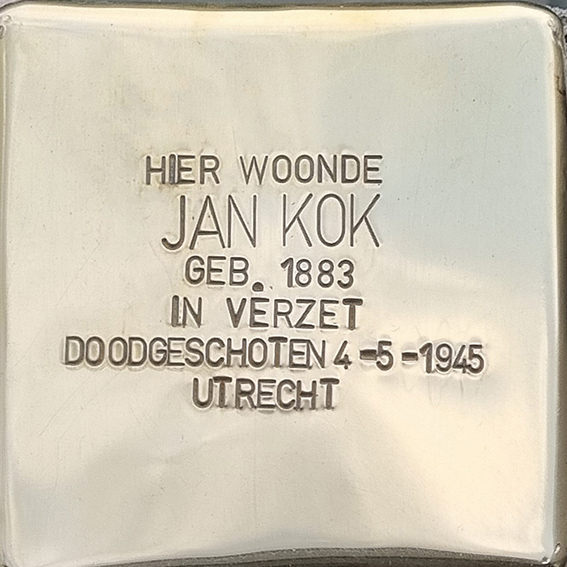 HIER WOONDE
JAN KOK
GEB. 1883
IN VERZET
DOODGESCHOTEN 4-5-1945
UTRECHT